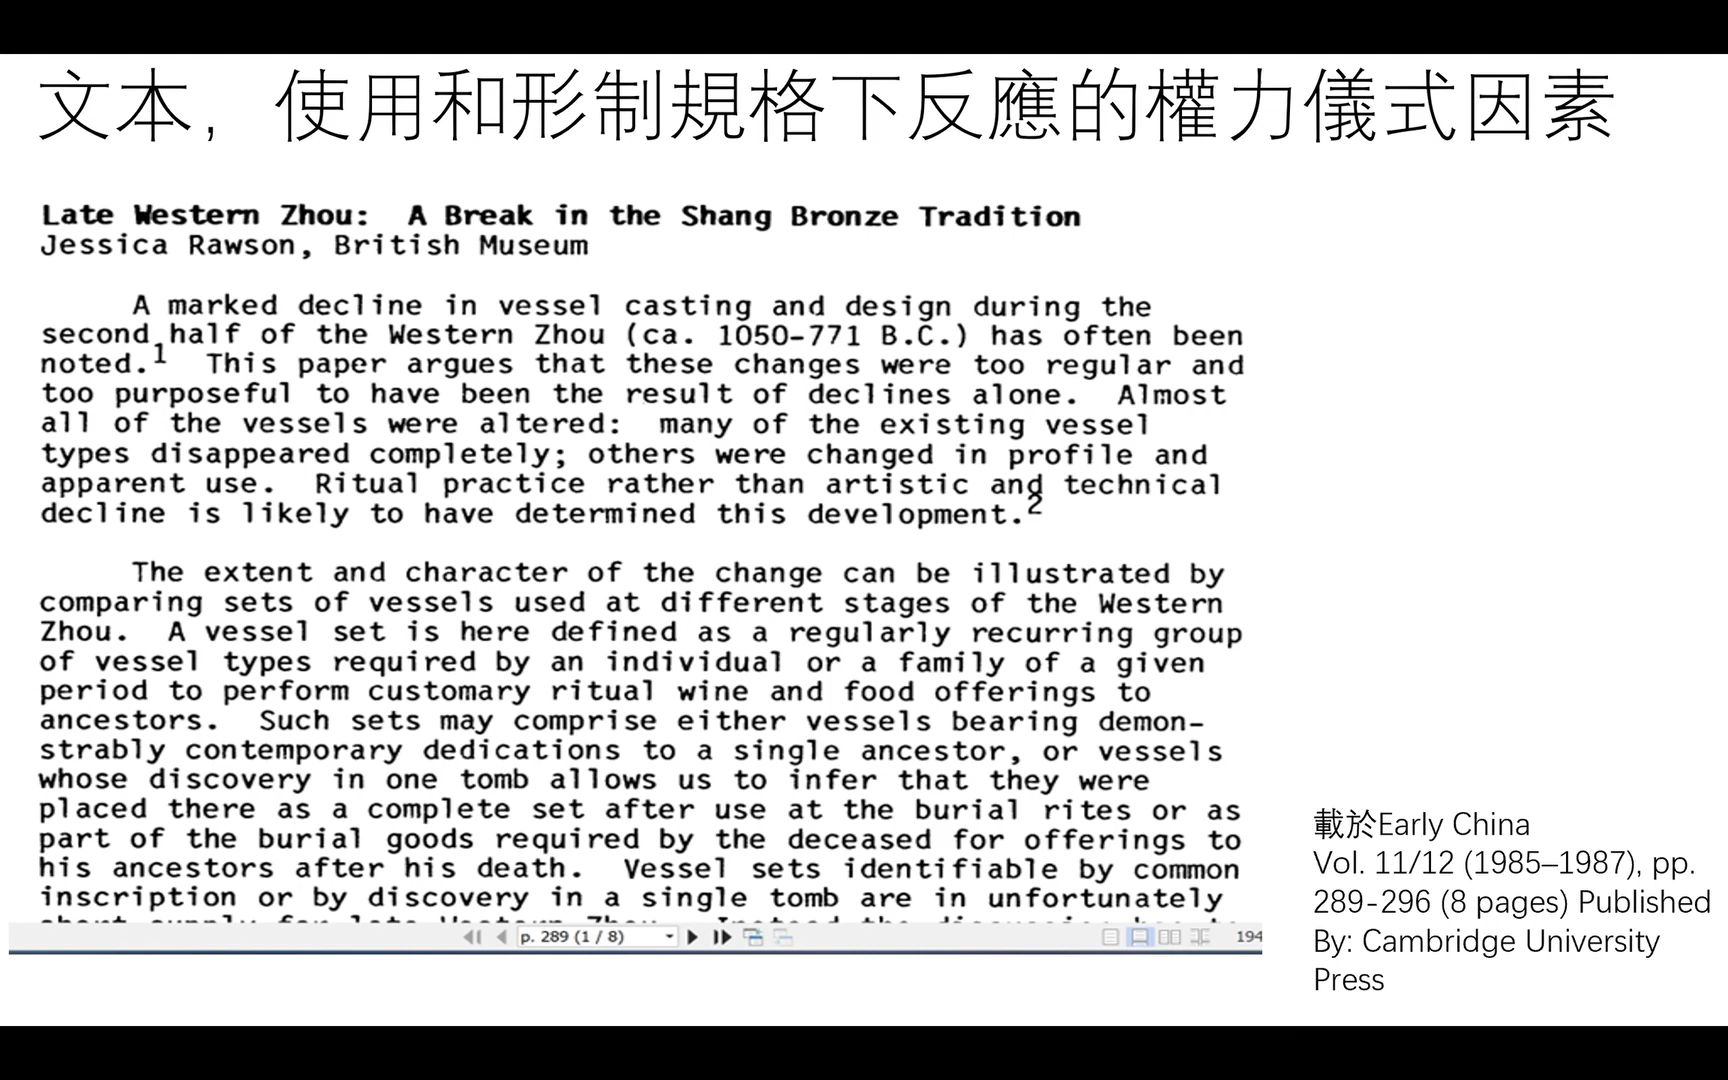 文本，使用和形制規格下反應的權力儀式因素
Late Western Zhou:  A Break in the Shang Bronze Tradition
Jessica Rawson, British Museum
A marked decline in vessel casting and design during the
second half of the Western Zhou (ca. 1050-771 B.C.) has often been
noted.1  This paper argues that these changes were too regular and
too purposeful to have been the result of declines alone.  Almost
all of the vessels were altered:  many of the existing vessel
types disappeared completely; others were changed in profile and
apparent use.  Ritual practice rather than artistic and technical
decline is likely to have determined this development.2
The extent and character of the change can be illustrated by
comparing sets of vessels used at different stages of the Western
Zhou.  A vessel set is here defined as a regularly recurring group
of vessel types required by an individual or a family of a given
period to perform customary ritual wine and food offerings to
ancestors.  Such sets may comprise either vessels bearing demon-
strably contemporary dedications to a single ancestor, or vessels
whose discovery in one tomb allows us to infer that they were
placed there as a complete set after use at the burial rites or as
part of the burial goods required by the deceased for offerings to
his ancestors after his death.  Vessel sets identifiable by common
inscription or by discovery in a single tomb are in unfortunately
p. 289 (1 / 8)
194
載於Early China
Vol. 11/12 (1985–1987), pp.
289-296 (8 pages) Published
By: Cambridge University
Press